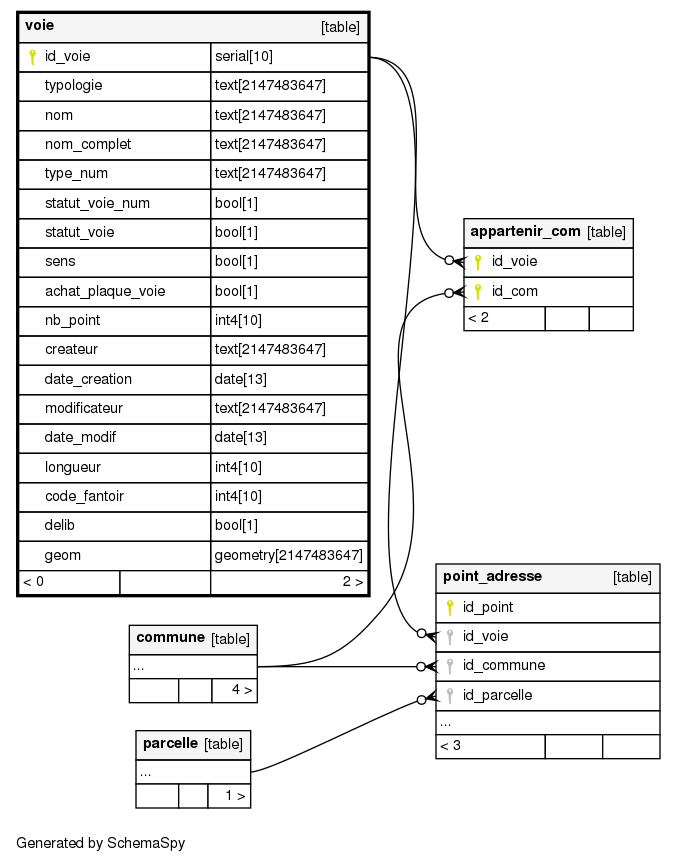 voie [table]
id_voie serial[10]
typologie text[2147483647]
nom text[2147483647]
nom_complet text[2147483647]
type_num text[2147483647]
statut_voie_num bool[1]
statut_voie bool[1]
sens bool[1]
achat_plaque_voie bool[1]
nb_point int4[10]
createur text[2147483647]
date_creation date[13]
modificateur text[2147483647]
date_modif date[13]
longueur int4[10]
code_fantoir int4[10]
delib bool[1]
geom geometry[2147483647]
< 0 2 >
appartenir_com [table]
id_voie
id_com
< 2
point_adresse [table]
id_point
id_voie
id_commune
id_parcelle
...
< 3
commune [table]
...
4 >
parcelle [table]
...
1 >
Generated by SchemaSpy